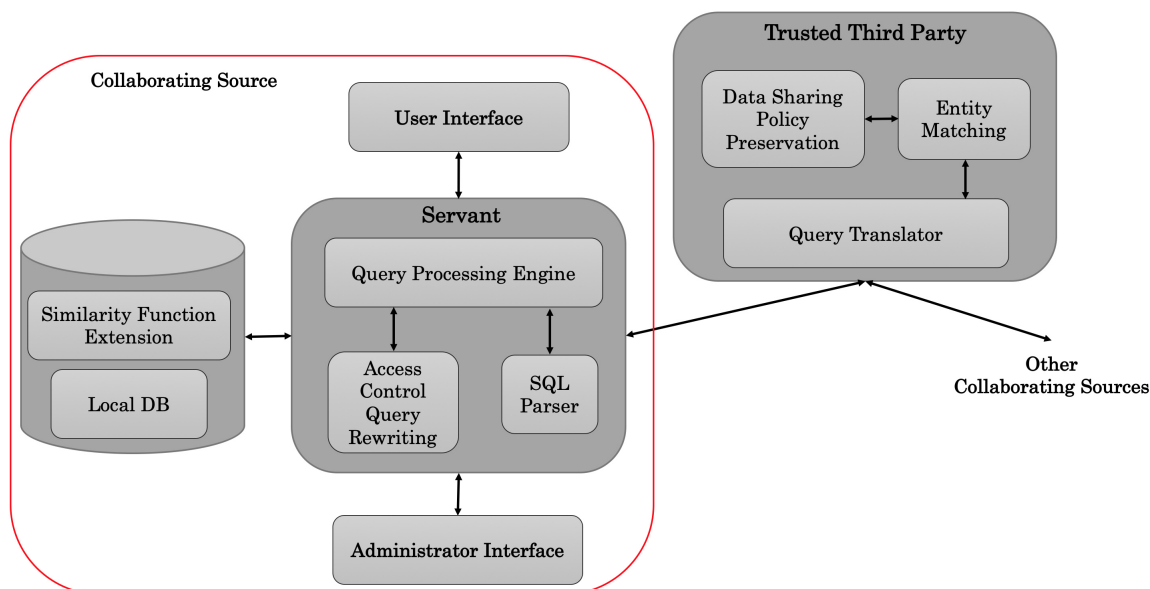 Collaborating Source
User Interface
Servant
Query Processing Engine
Similarity Function
Extension
Local DB
Access
Control
Query
Rewriting
SQL
Parser
Administrator Interface
Trusted Third Party
Data Sharing
Policy
Preservation
Entity
Matching
Query Translator
Other
Collaborating Sources